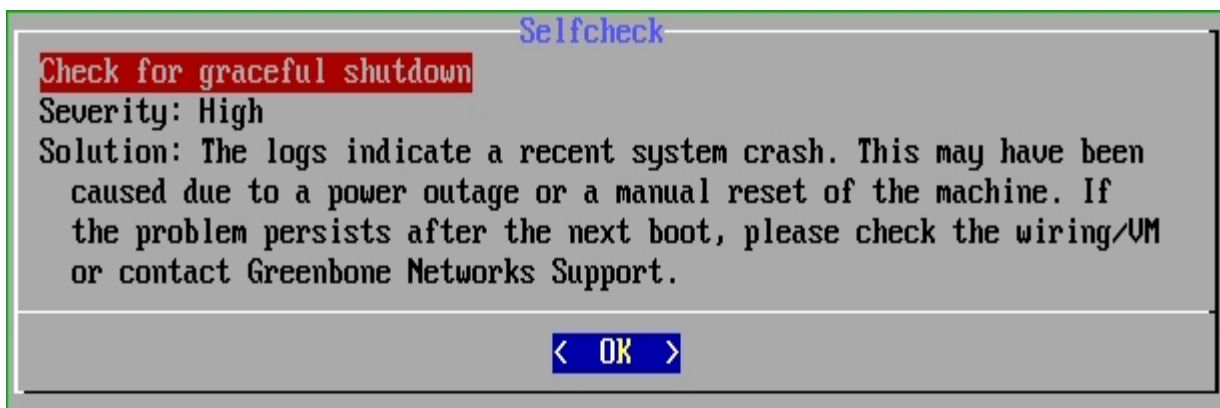 Selfcheck
Check for graceful shutdown
Severity: High
Solution: The logs indicate a recent system crash. This may have been
caused due to a power outage or a manual reset of the machine. If
the problem persists after the next boot, please check the wiring/VM
or contact Greenbone Networks Support.
< OK >